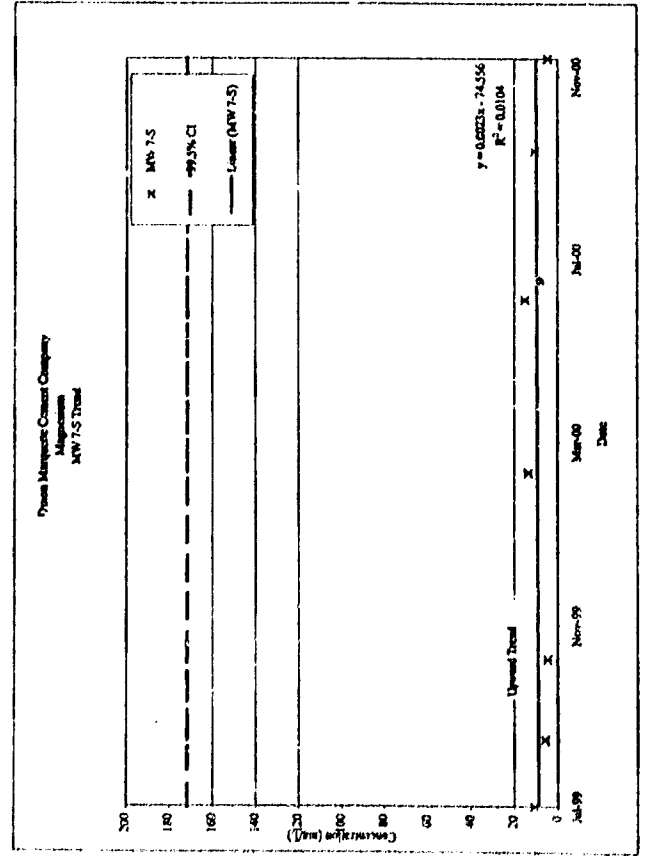 Marquette Cement Company
Magnesium
MW 7-S Trend
Concentration (mg/L)
200
180
160
140
120
100
80
60
40
20
0
MW 7-S
99.5% CI
Linear (MW 7-S)
y = 0.0023x - 74.556
R² = 0.0104
Upward Trend
Jul-99
Nov-99
Mar-00
Jul-00
Nov-00
Date